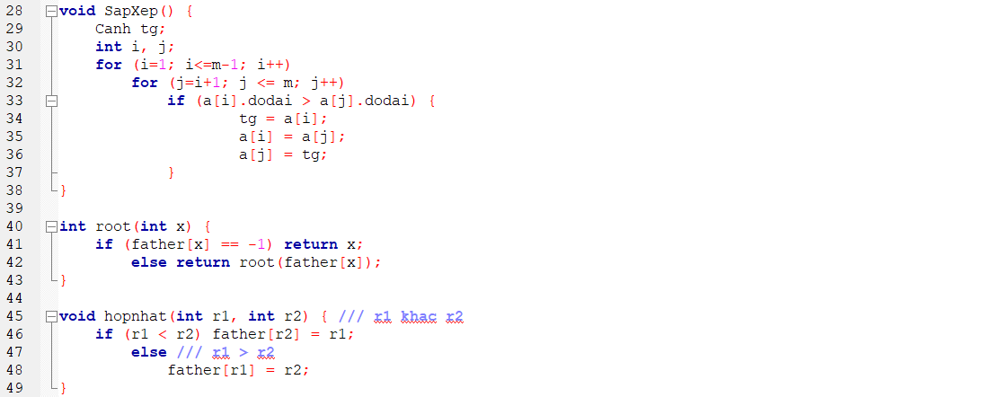 28 void SapXep() {
29     Canh tg;
30     int i, j;
31     for (i=1; i<=m-1; i++)
32         for (j=i+1; j <= m; j++)
33             if (a[i].dodai > a[j].dodai) {
34                     tg = a[i];
35                     a[i] = a[j];
36                     a[j] = tg;
37             }
38 }
39
40 int root(int x) {
41     if (father[x] == -1) return x;
42         else return root(father[x]);
43 }
44
45 void hopnhat(int r1, int r2) { /// r1 khac r2
46     if (r1 < r2) father[r2] = r1;
47         else /// r1 > r2
48             father[r1] = r2;
49 }